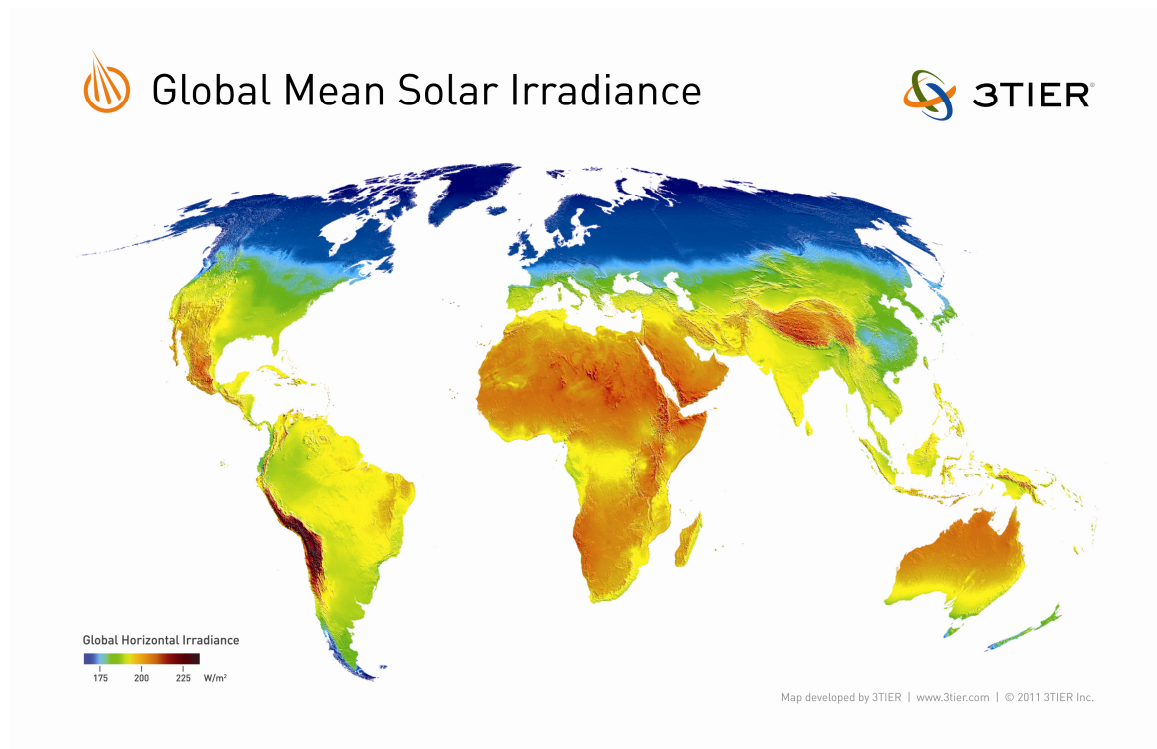 Global Mean Solar Irradiance
3TIER®
Global Horizontal Irradiance
175 200 225 W/m²
Map developed by 3TIER | www.3tier.com | © 2011 3TIER Inc.